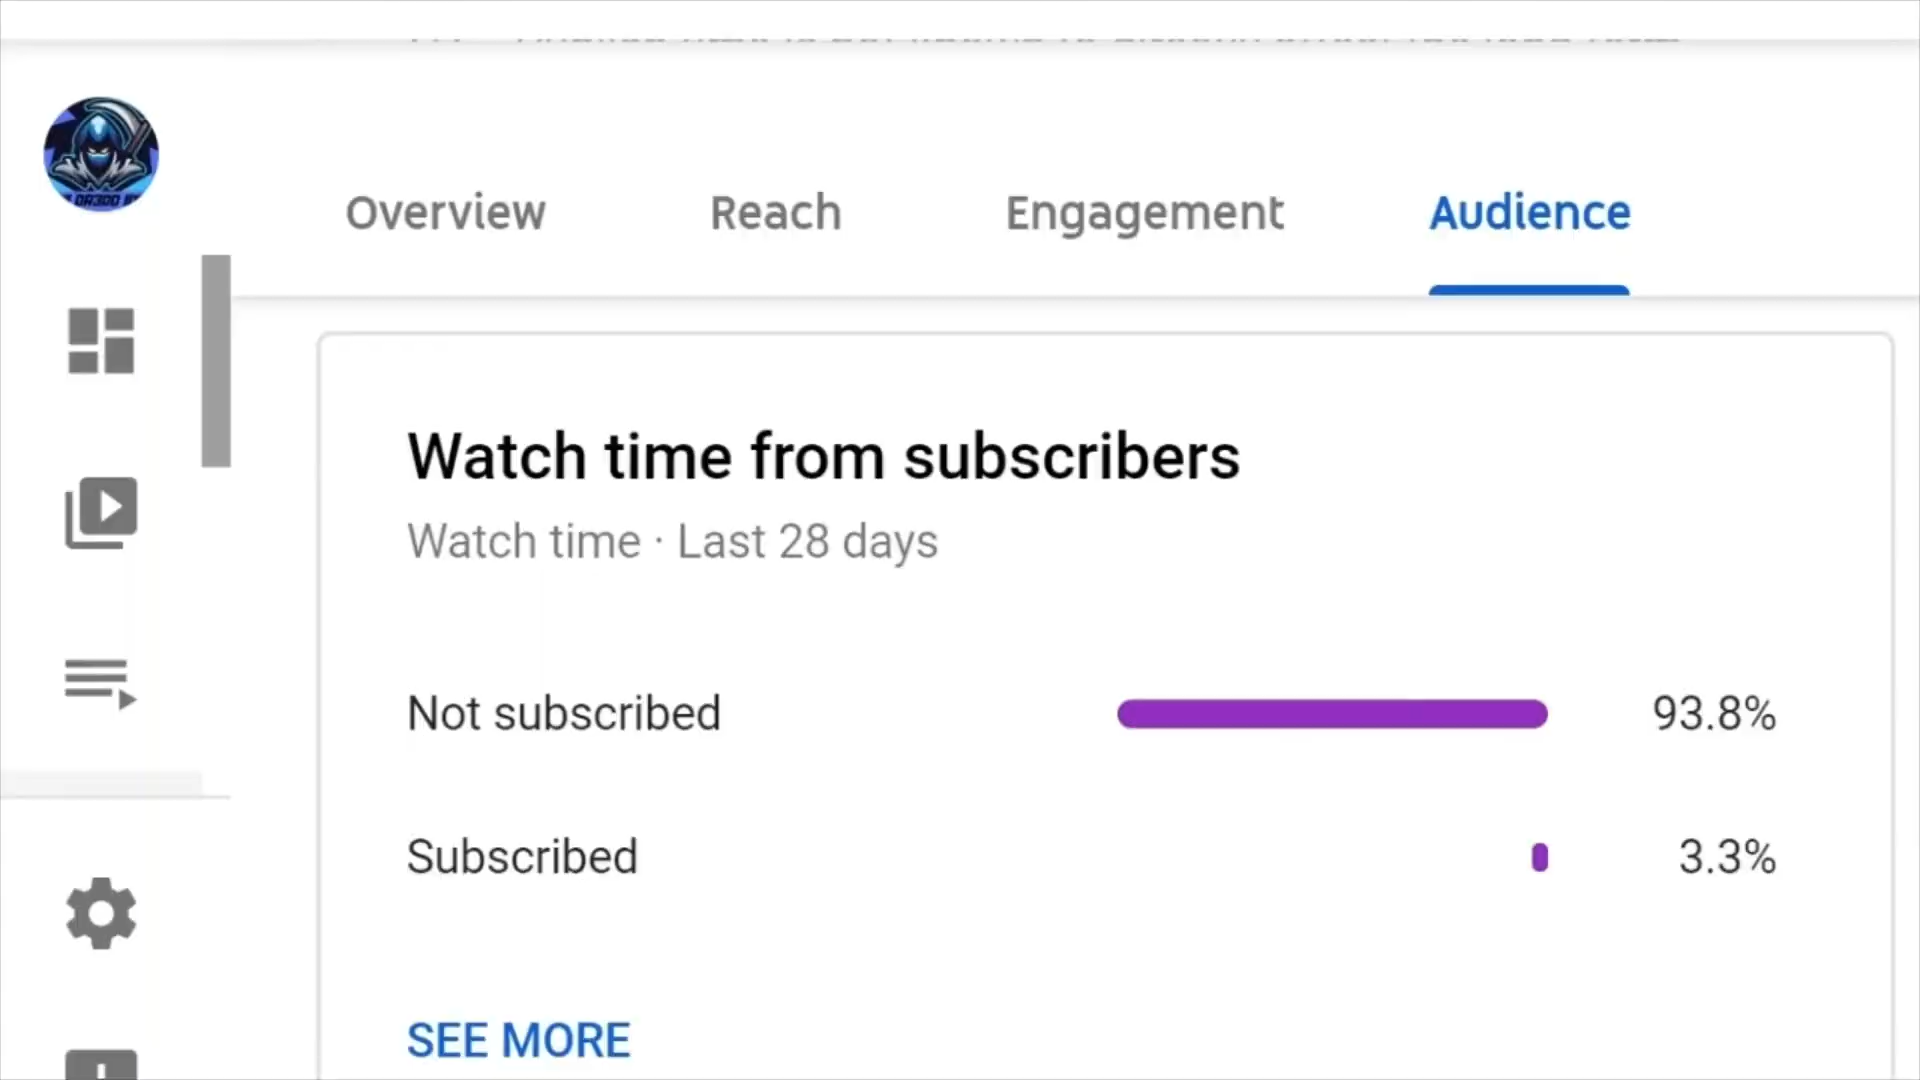 Overview Reach Engagement Audience
Watch time from subscribers
Watch time · Last 28 days
Not subscribed 93.8%
Subscribed 3.3%
SEE MORE